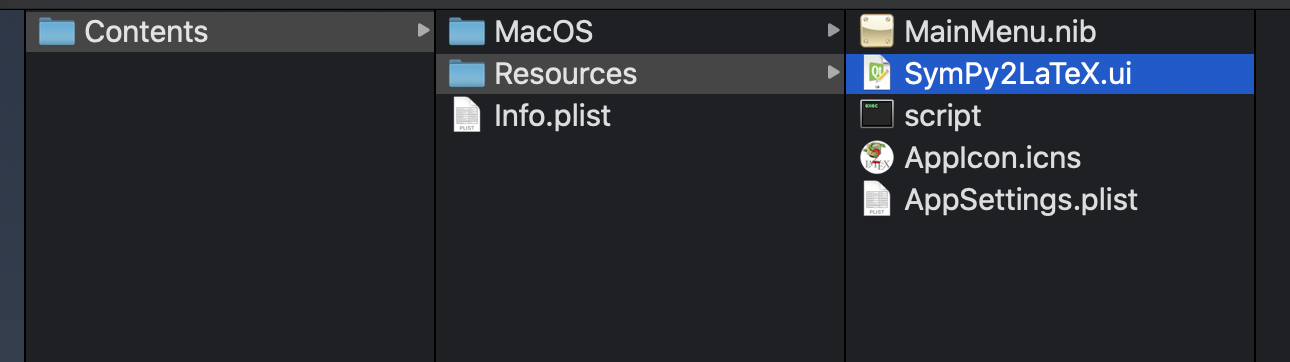 Contents
MacOS
Resources
Info.plist
MainMenu.nib
SymPy2LaTeX.ui
script
AppIcon.icns
AppSettings.plist